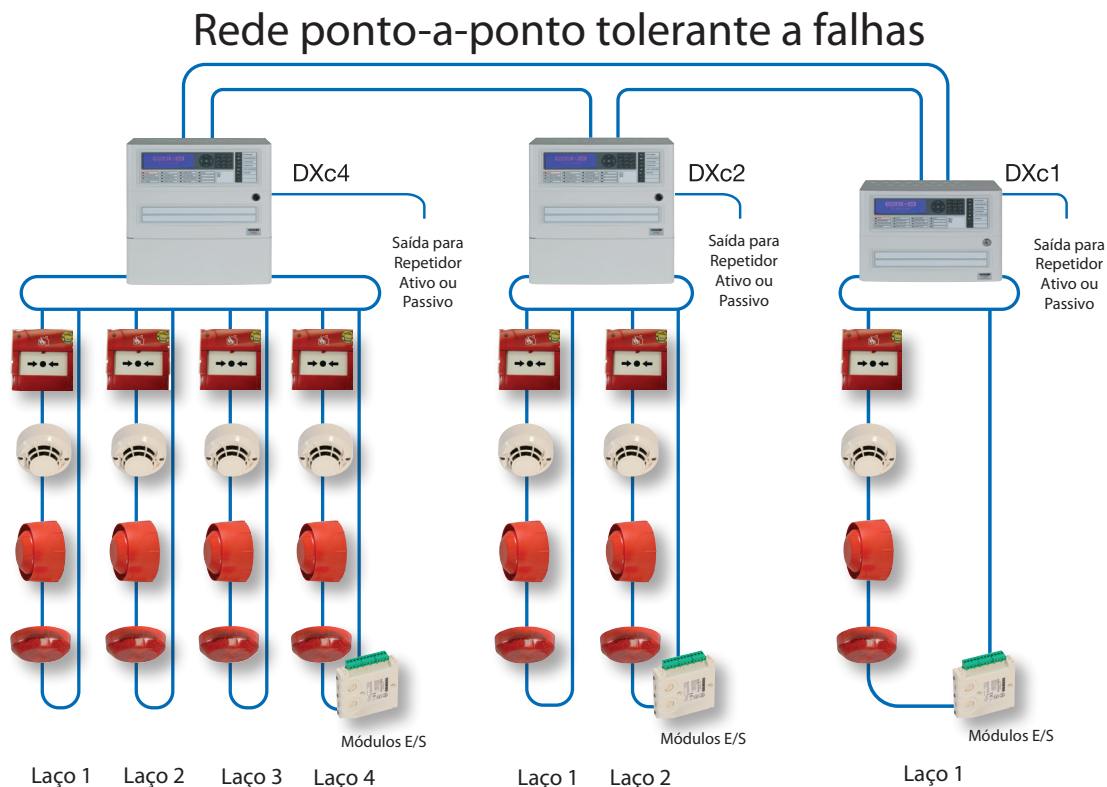 Rede ponto-a-ponto tolerante a falhas
DXc4
Saída para
Repetidor
Ativo ou
Passivo
DXc2
Saída para
Repetidor
Ativo ou
Passivo
DXc1
Saída para
Repetidor
Ativo ou
Passivo
Módulos E/S
Módulos E/S
Módulos E/S
Laço 1
Laço 2
Laço 3
Laço 4
Laço 1
Laço 2
Laço 1